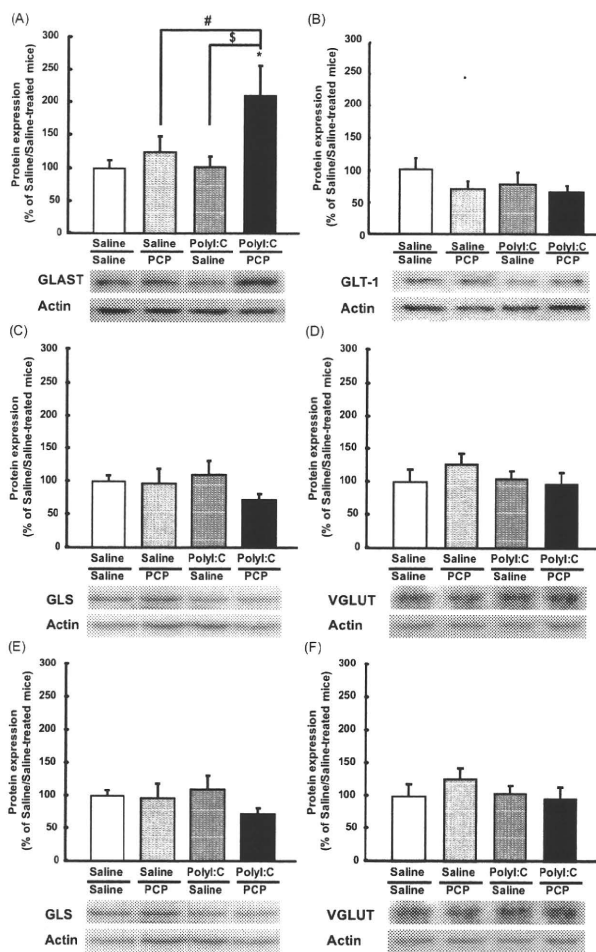 (A)
#
$
*
Protein expression
(% of Saline/Saline-treated mice)
300
250
200
150
100
50
0
Saline Saline PolyI:C PolyI:C
Saline PCP Saline PCP
GLAST
Actin
(B)
Protein expression
(% of Saline/Saline-treated mice)
300
250
200
150
100
50
0
Saline Saline PolyI:C PolyI:C
Saline PCP Saline PCP
GLT-1
Actin
(C)
Protein expression
(% of Saline/Saline-treated mice)
300
250
200
150
100
50
0
Saline Saline PolyI:C PolyI:C
Saline PCP Saline PCP
GLS
Actin
(D)
Protein expression
(% of Saline/Saline-treated mice)
300
250
200
150
100
50
0
Saline Saline PolyI:C PolyI:C
Saline PCP Saline PCP
VGLUT
Actin
(E)
Protein expression
(% of Saline/Saline-treated mice)
300
250
200
150
100
50
0
Saline Saline PolyI:C PolyI:C
Saline PCP Saline PCP
GLS
Actin
(F)
Protein expression
(% of Saline/Saline-treated mice)
300
250
200
150
100
50
0
Saline Saline PolyI:C PolyI:C
Saline PCP Saline PCP
VGLUT
Actin